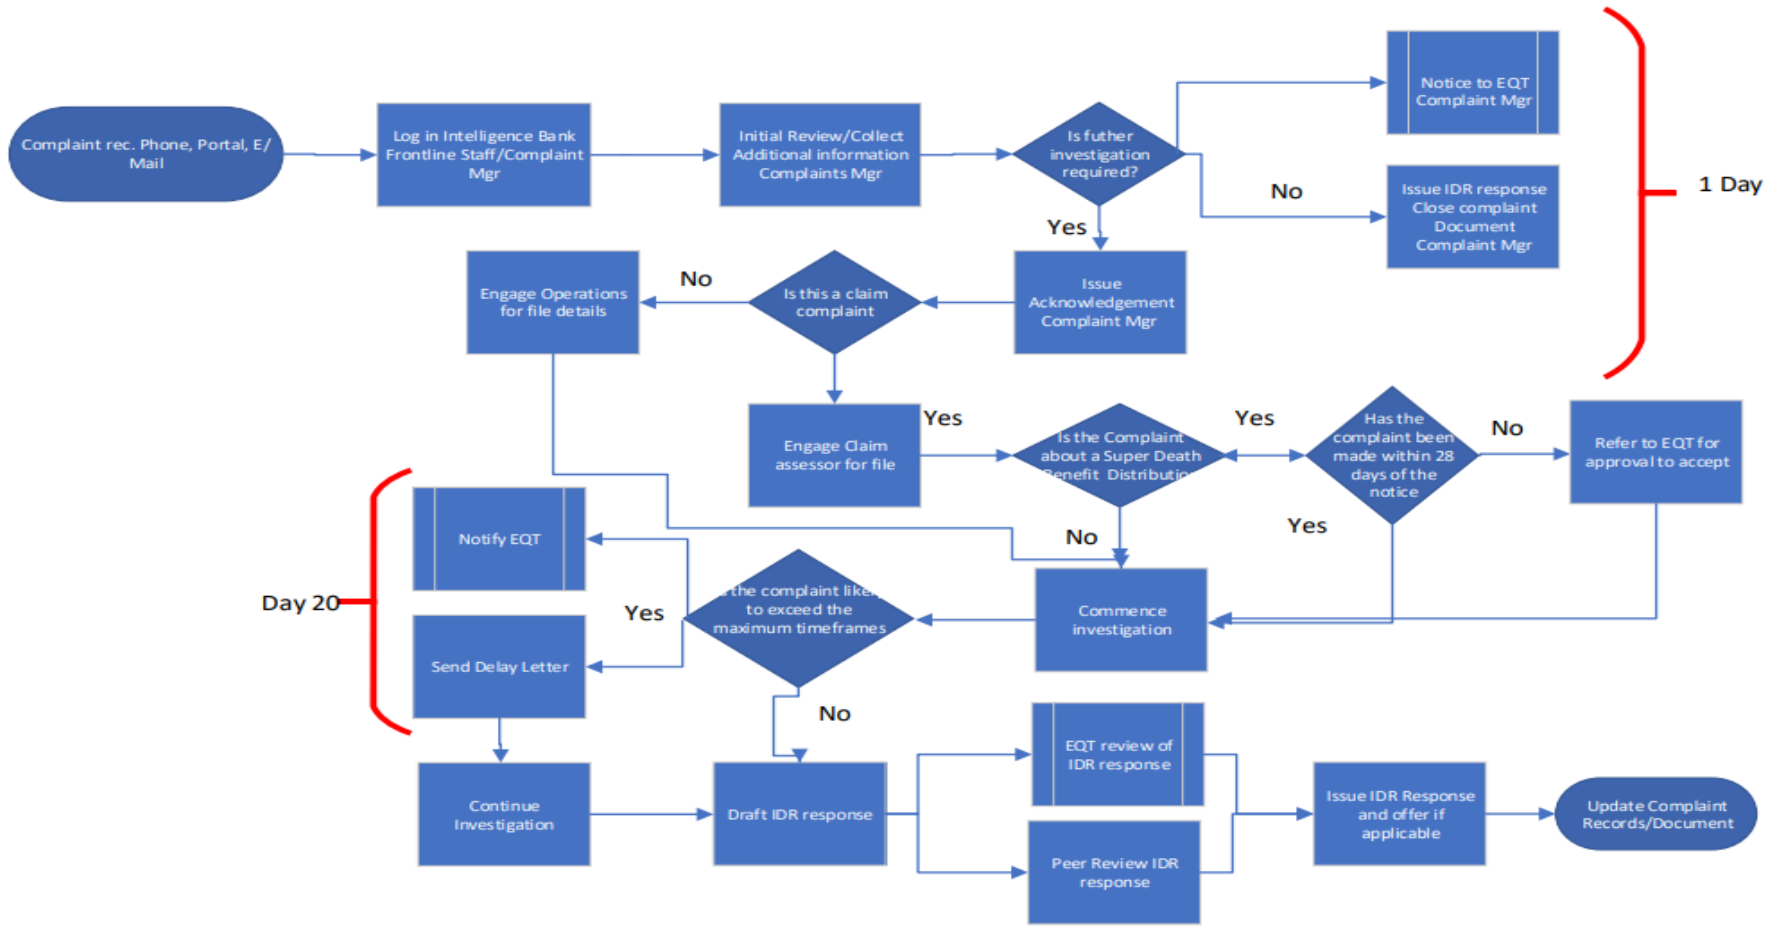 Complaint rec. Phone, Portal, E/
Mail
Log in Intelligence Bank
Frontline Staff/Complaint
Mgr
Initial Review/Collect
Additional information
Complaints Mgr
Is futher
investigation
required?
Notice to EQT
Complaint Mgr
No
Issue IDR response
Close complaint
Document
Complaint Mgr
1 Day
Yes
Issue
Acknowledgement
Complaint Mgr
Is this a claim
complaint
No
Engage Operations
for file details
Engage Claim
assessor for file
Yes
Is the Complaint
about a Super Death
enefit Distributio
Yes
Has the
complaint been
made within 28
days of the
notice
No
Refer to EQT for
approval to accept
Yes
No
Commence
investigation
the complaint like
to exceed the
maximum timeframes
Yes
Notify EQT
Day 20
Send Delay Letter
No
Continue
Investigation
Draft IDR response
EQT review of
IDR response
Peer Review IDR
response
Issue IDR Response
and offer if
applicable
Update Complaint
Records/Document